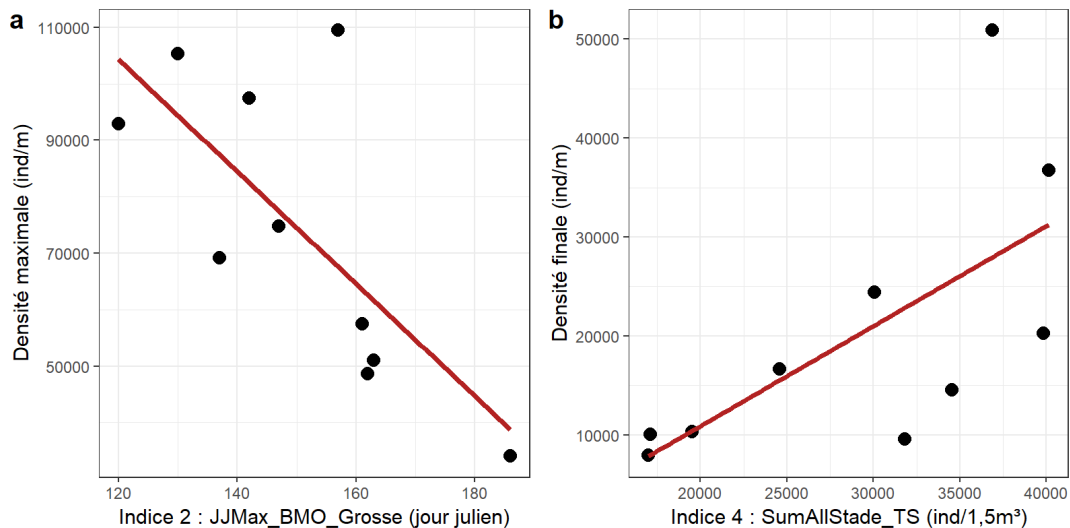 a
110000
90000
70000
50000
Densité maximale (ind/m)
120 140 160 180
Indice 2 : JJMax_BMO_Grosse (jour julien)
b
50000
40000
30000
20000
10000
Densité finale (ind/m)
20000 25000 30000 35000 40000
Indice 4 : SumAllStade_TS (ind/1,5m³)